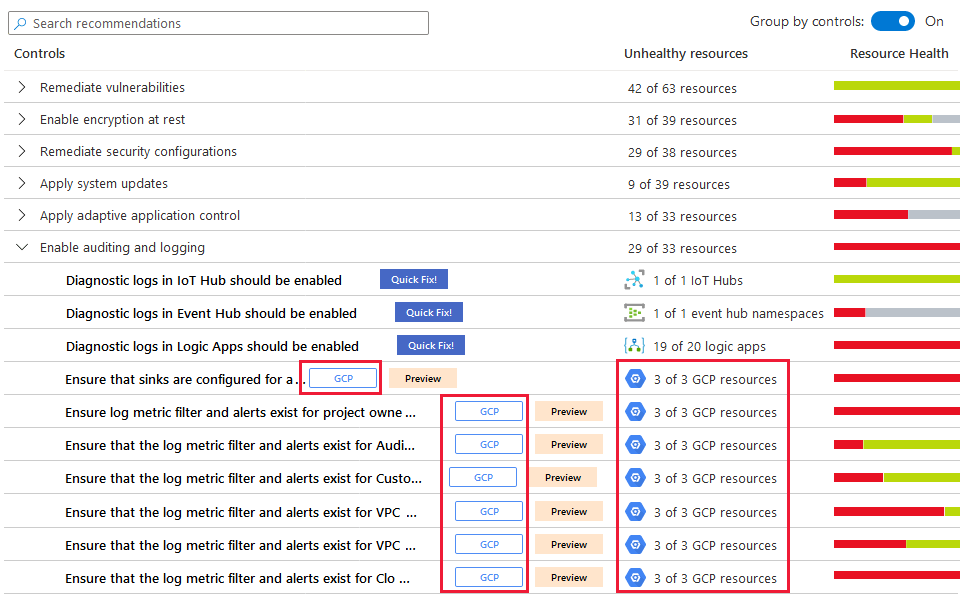 Search recommendations
Group by controls: On
Controls Unhealthy resources Resource Health
Remediate vulnerabilities 42 of 63 resources
Enable encryption at rest 31 of 39 resources
Remediate security configurations 29 of 38 resources
Apply system updates 9 of 39 resources
Apply adaptive application control 13 of 33 resources
Enable auditing and logging 29 of 33 resources
Diagnostic logs in IoT Hub should be enabled Quick Fix! 1 of 1 IoT Hubs
Diagnostic logs in Event Hub should be enabled Quick Fix! 1 of 1 event hub namespaces
Diagnostic logs in Logic Apps should be enabled Quick Fix! 19 of 20 logic apps
Ensure that sinks are configured for a ... GCP Preview 3 of 3 GCP resources
Ensure log metric filter and alerts exist for project owne ... GCP Preview 3 of 3 GCP resources
Ensure that the log metric filter and alerts exist for Audi... GCP Preview 3 of 3 GCP resources
Ensure that the log metric filter and alerts exist for Custo... GCP Preview 3 of 3 GCP resources
Ensure that the log metric filter and alerts exist for VPC ... GCP Preview 3 of 3 GCP resources
Ensure that the log metric filter and alerts exist for VPC ... GCP Preview 3 of 3 GCP resources
Ensure that the log metric filter and alerts exist for Clo ... GCP Preview 3 of 3 GCP resources